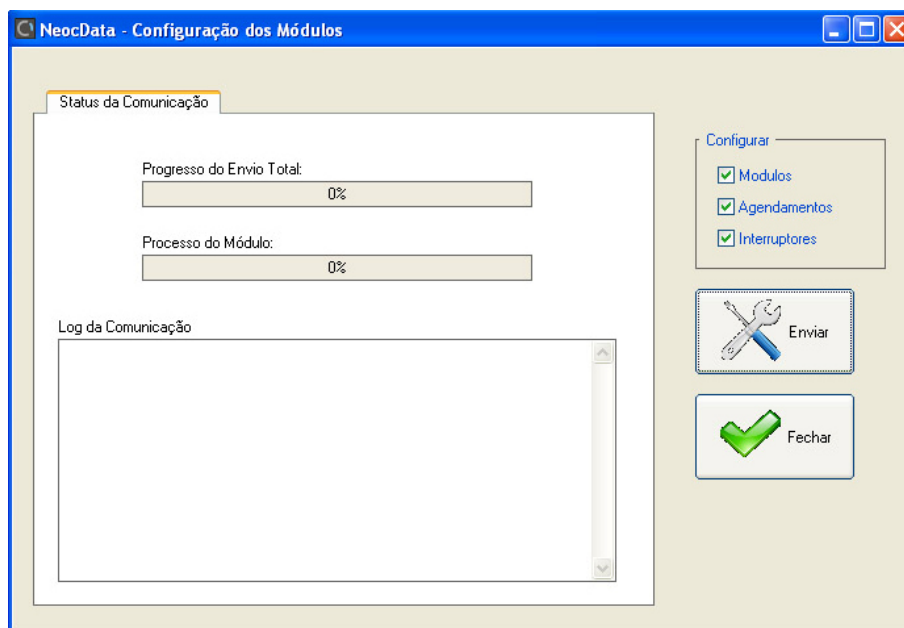 NeocData - Configuração dos Módulos
Status da Comunicação
Progresso do Envio Total:
0%
Processo do Módulo:
0%
Log da Comunicação
Configurar
Modulos
Agendamentos
Interruptores
Enviar
Fechar